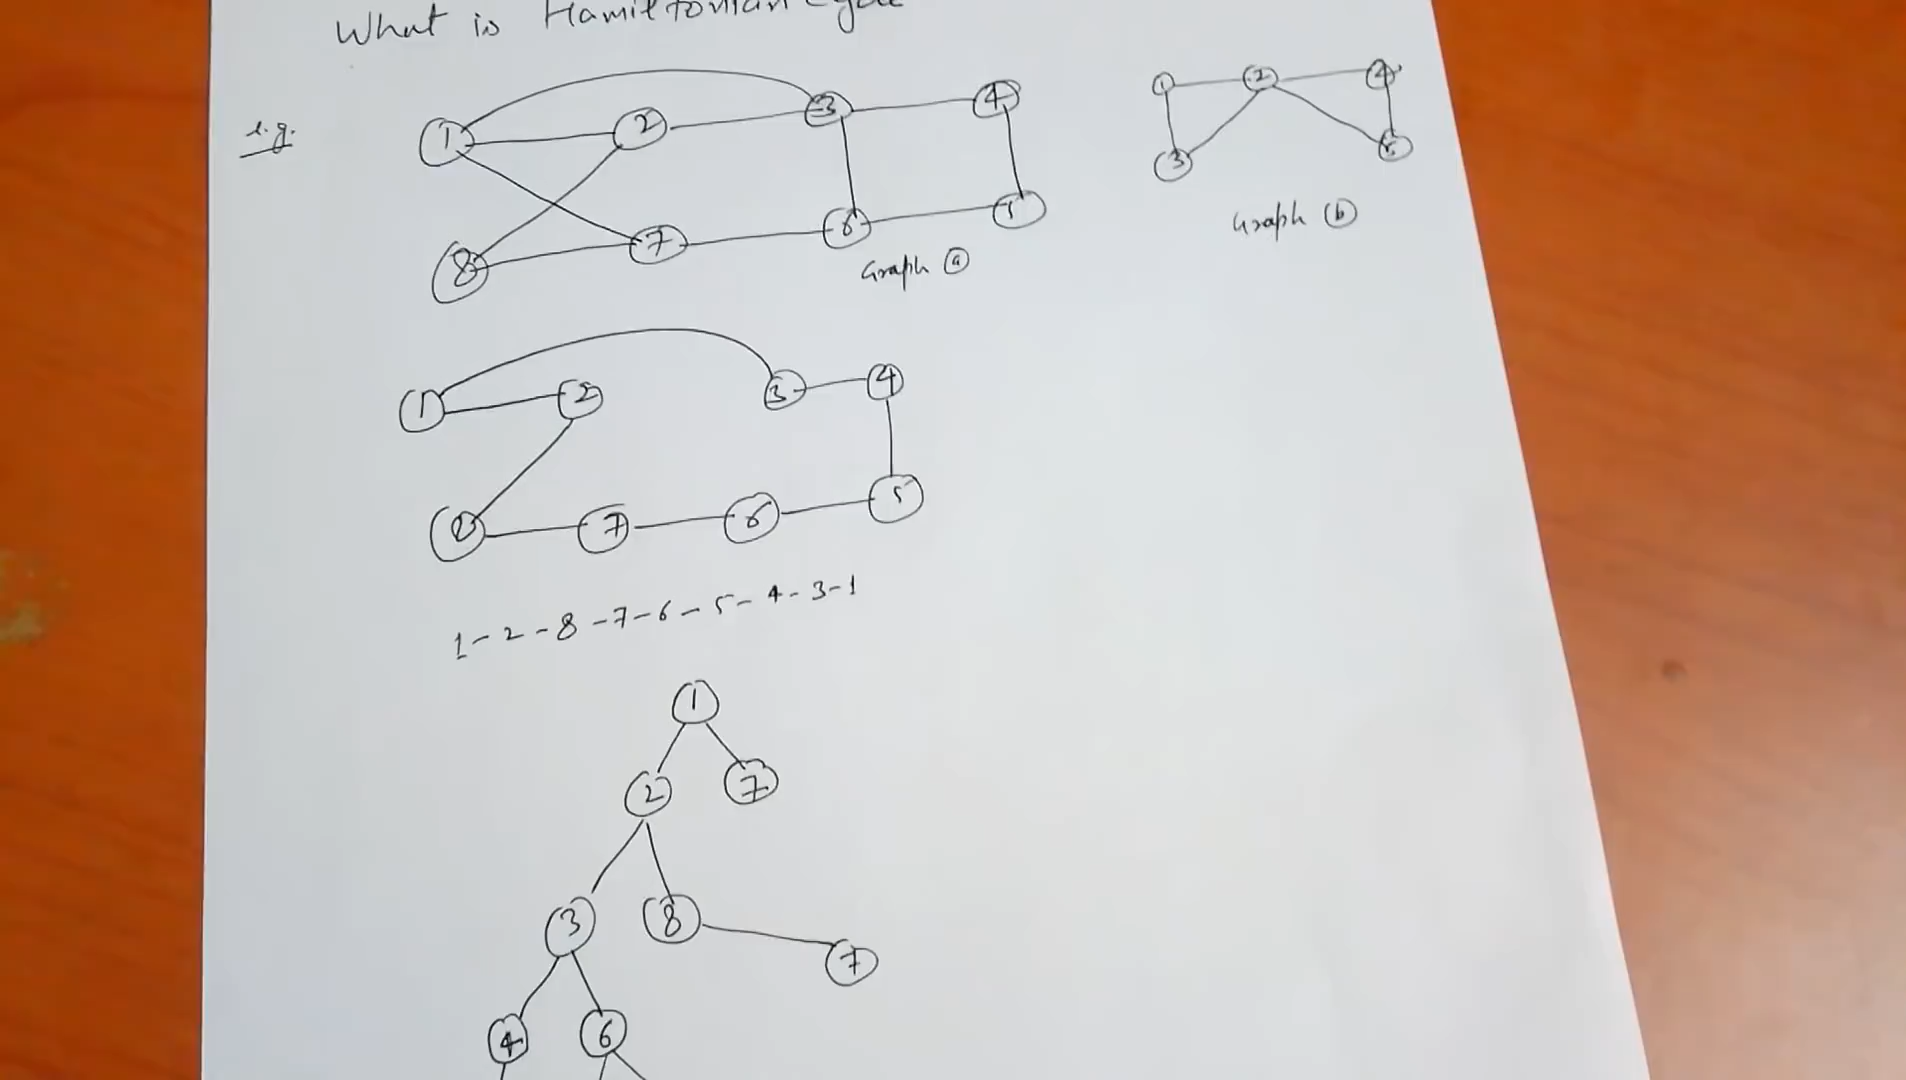 What is Hamiltonian Cycle
e.g.
1 2 3 4
8 7 6 5
Graph (a)
1 2 4
3 5
Graph (b)
1 2 3 4
8 7 6 5
1-2-8-7-6-5-4-3-1
1
2 7
3 8
7
4 6